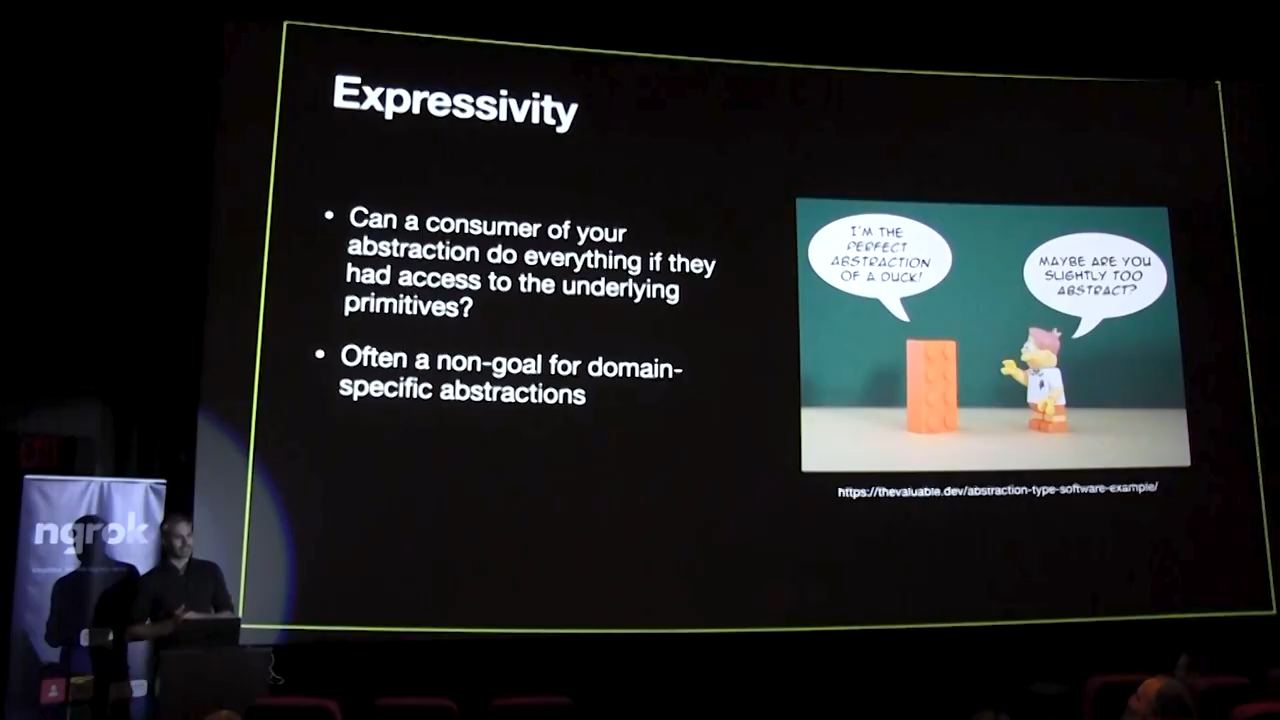 Expressivity
• Can a consumer of your
abstraction do everything if they
had access to the underlying
primitives?
• Often a non-goal for domain-
specific abstractions
I'M THE
PERFECT
ABSTRACTION
OF A DUCK!
MAYBE ARE YOU
SLIGHTLY TOO
ABSTRACT?
https://thevaluable.dev/abstraction-type-software-example/
EXIT
ngrok